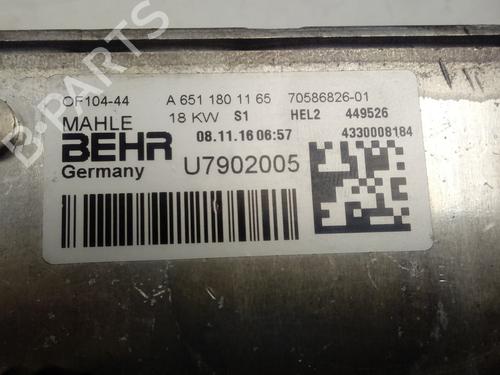 OF104-44 A 651 180 11 65 70586826-01
MAHLE 18 KW S1 HEL2 449526
BEHR 08.11.16 06:57 4330008184
Germany U7902005